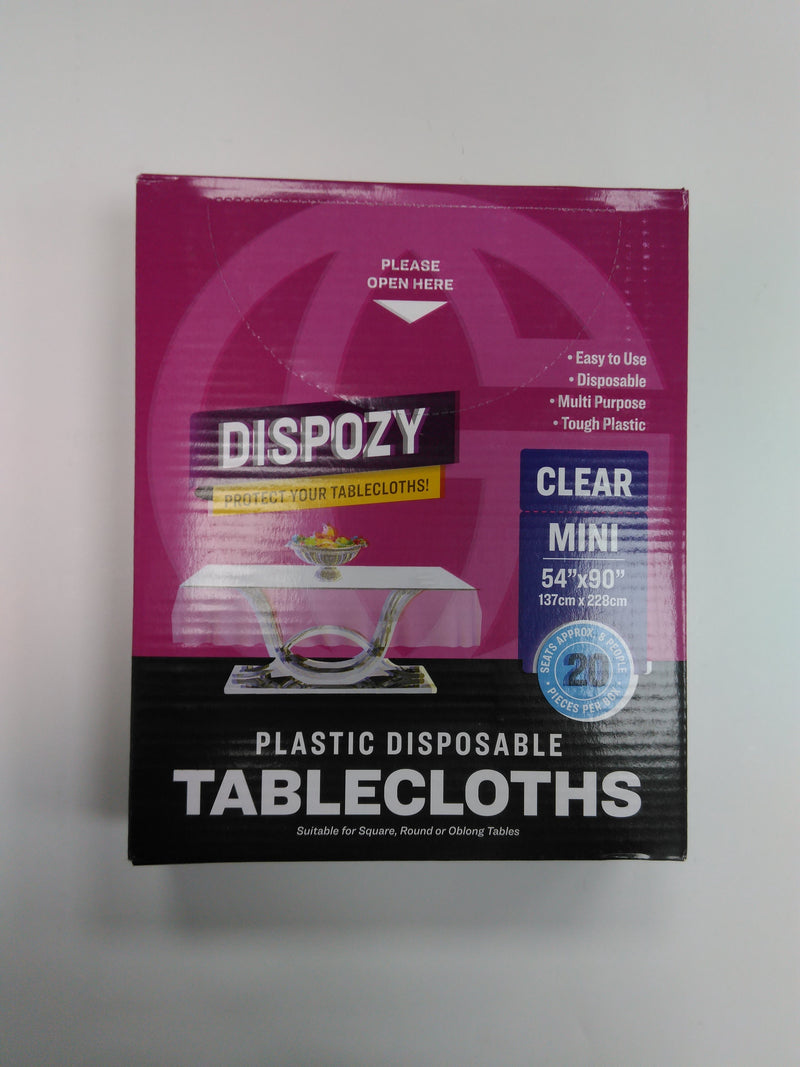 PLEASE
OPEN HERE
• Easy to Use
• Disposable
• Multi Purpose
• Tough Plastic
DISPOZY
PROTECT YOUR TABLECLOTHS!
CLEAR
MINI
54”x90”
137cm x 228cm
SEATS APPROX. 8 PEOPLE
20
PIECES PER BOX
PLASTIC DISPOSABLE
TABLECLOTHS
Suitable for Square, Round or Oblong Tables